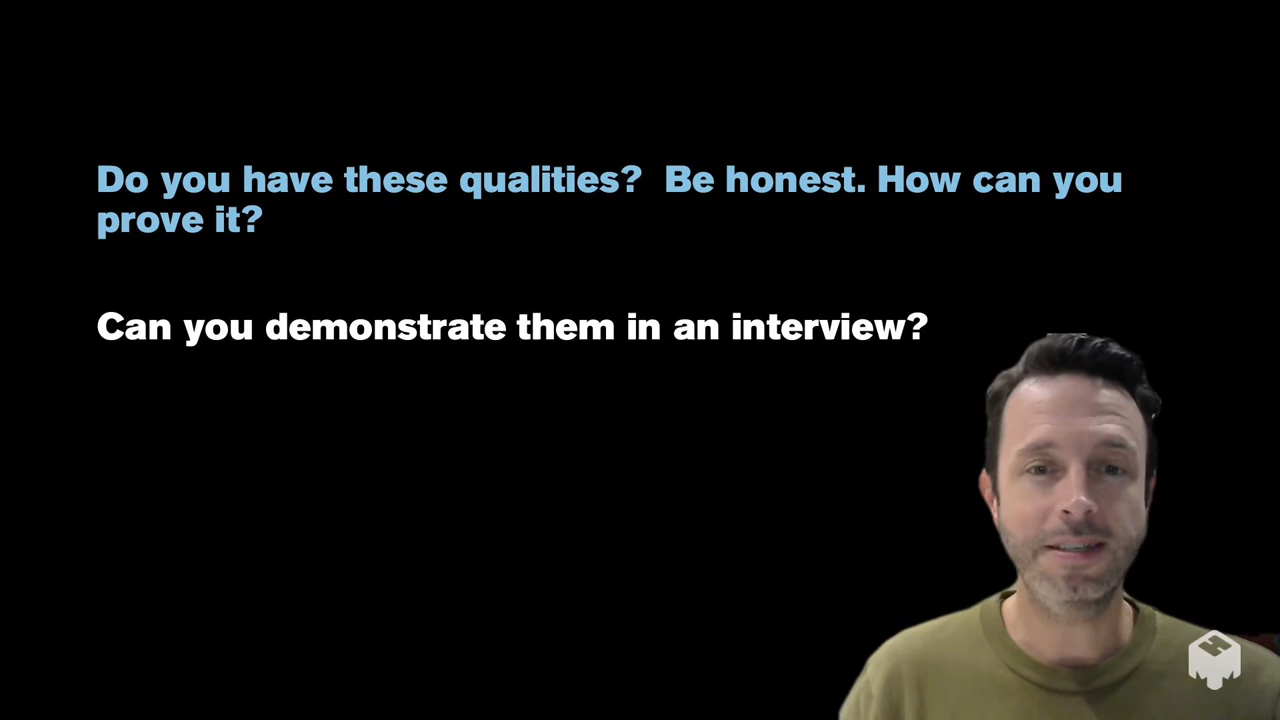 Do you have these qualities?  Be honest. How can you
prove it?
Can you demonstrate them in an interview?